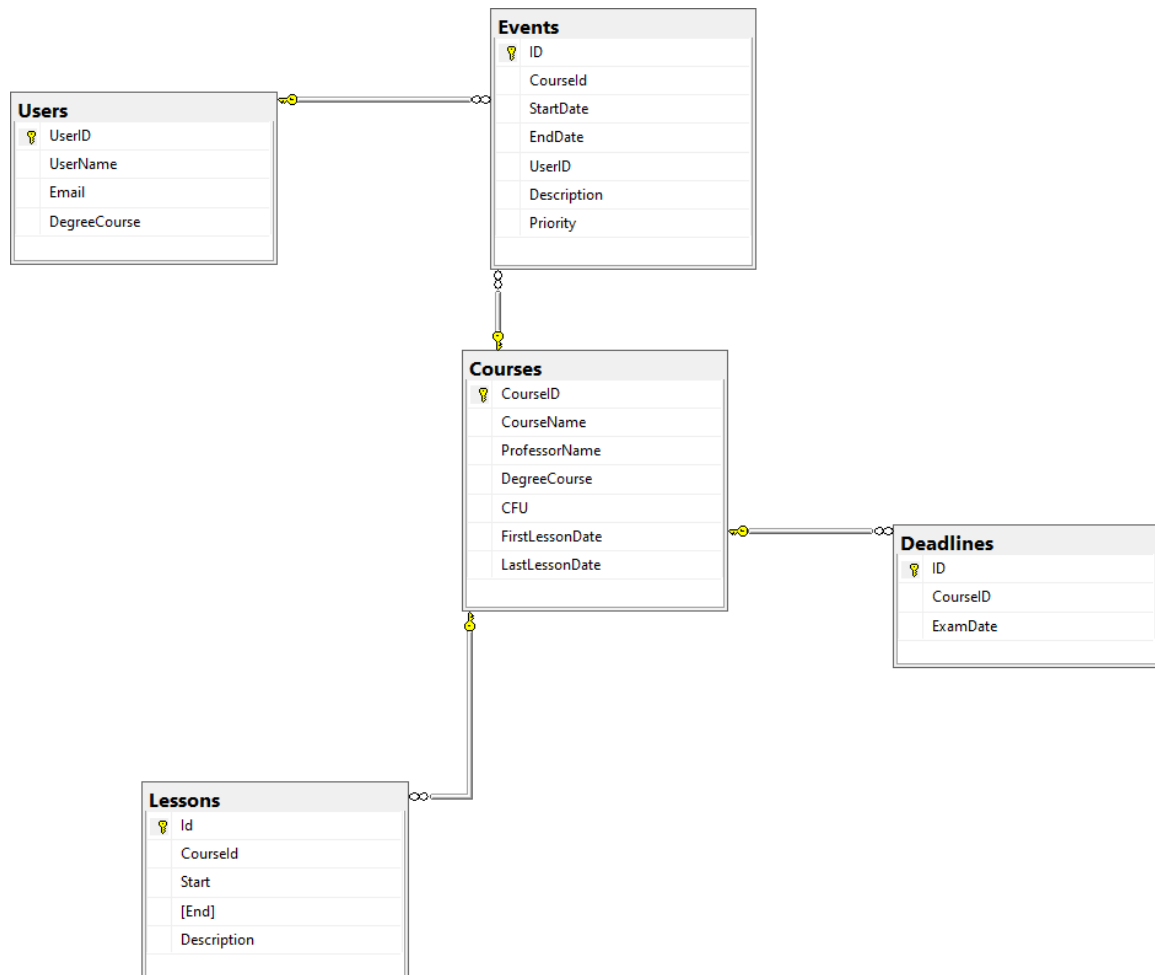 Events
ID
CourseId
StartDate
EndDate
UserID
Description
Priority
Users
UserID
UserName
Email
DegreeCourse
Courses
CourseID
CourseName
ProfessorName
DegreeCourse
CFU
FirstLessonDate
LastLessonDate
Deadlines
ID
CourseID
ExamDate
Lessons
Id
CourseId
Start
[End]
Description